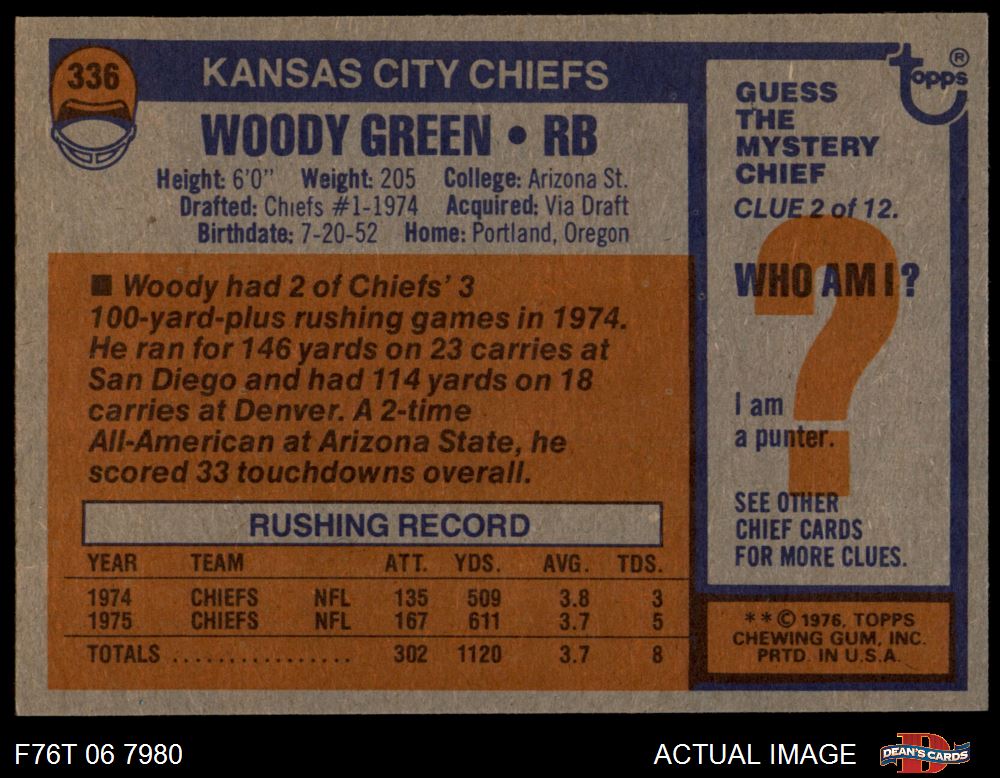 336
KANSAS CITY CHIEFS
WOODY GREEN • RB
Height: 6'0" Weight: 205 College: Arizona St.
Drafted: Chiefs #1-1974 Acquired: Via Draft
Birthdate: 7-20-52 Home: Portland, Oregon
■ Woody had 2 of Chiefs' 3
100-yard-plus rushing games in 1974.
He ran for 146 yards on 23 carries at
San Diego and had 114 yards on 18
carries at Denver. A 2-time
All-American at Arizona State, he
scored 33 touchdowns overall.
RUSHING RECORD
YEAR TEAM ATT. YDS. AVG. TDS.
1974 CHIEFS NFL 135 509 3.8 3
1975 CHIEFS NFL 167 611 3.7 5
TOTALS ................ 302 1120 3.7 8
topps®
GUESS
THE
MYSTERY
CHIEF
CLUE 2 of 12.
WHO AM I?
?
I am
a punter.
SEE OTHER
CHIEF CARDS
FOR MORE CLUES.
**© 1976, TOPPS
CHEWING GUM, INC.
PRTD. IN U.S.A.
F76T 06 7980
ACTUAL IMAGE
D
DEAN'S CARDS